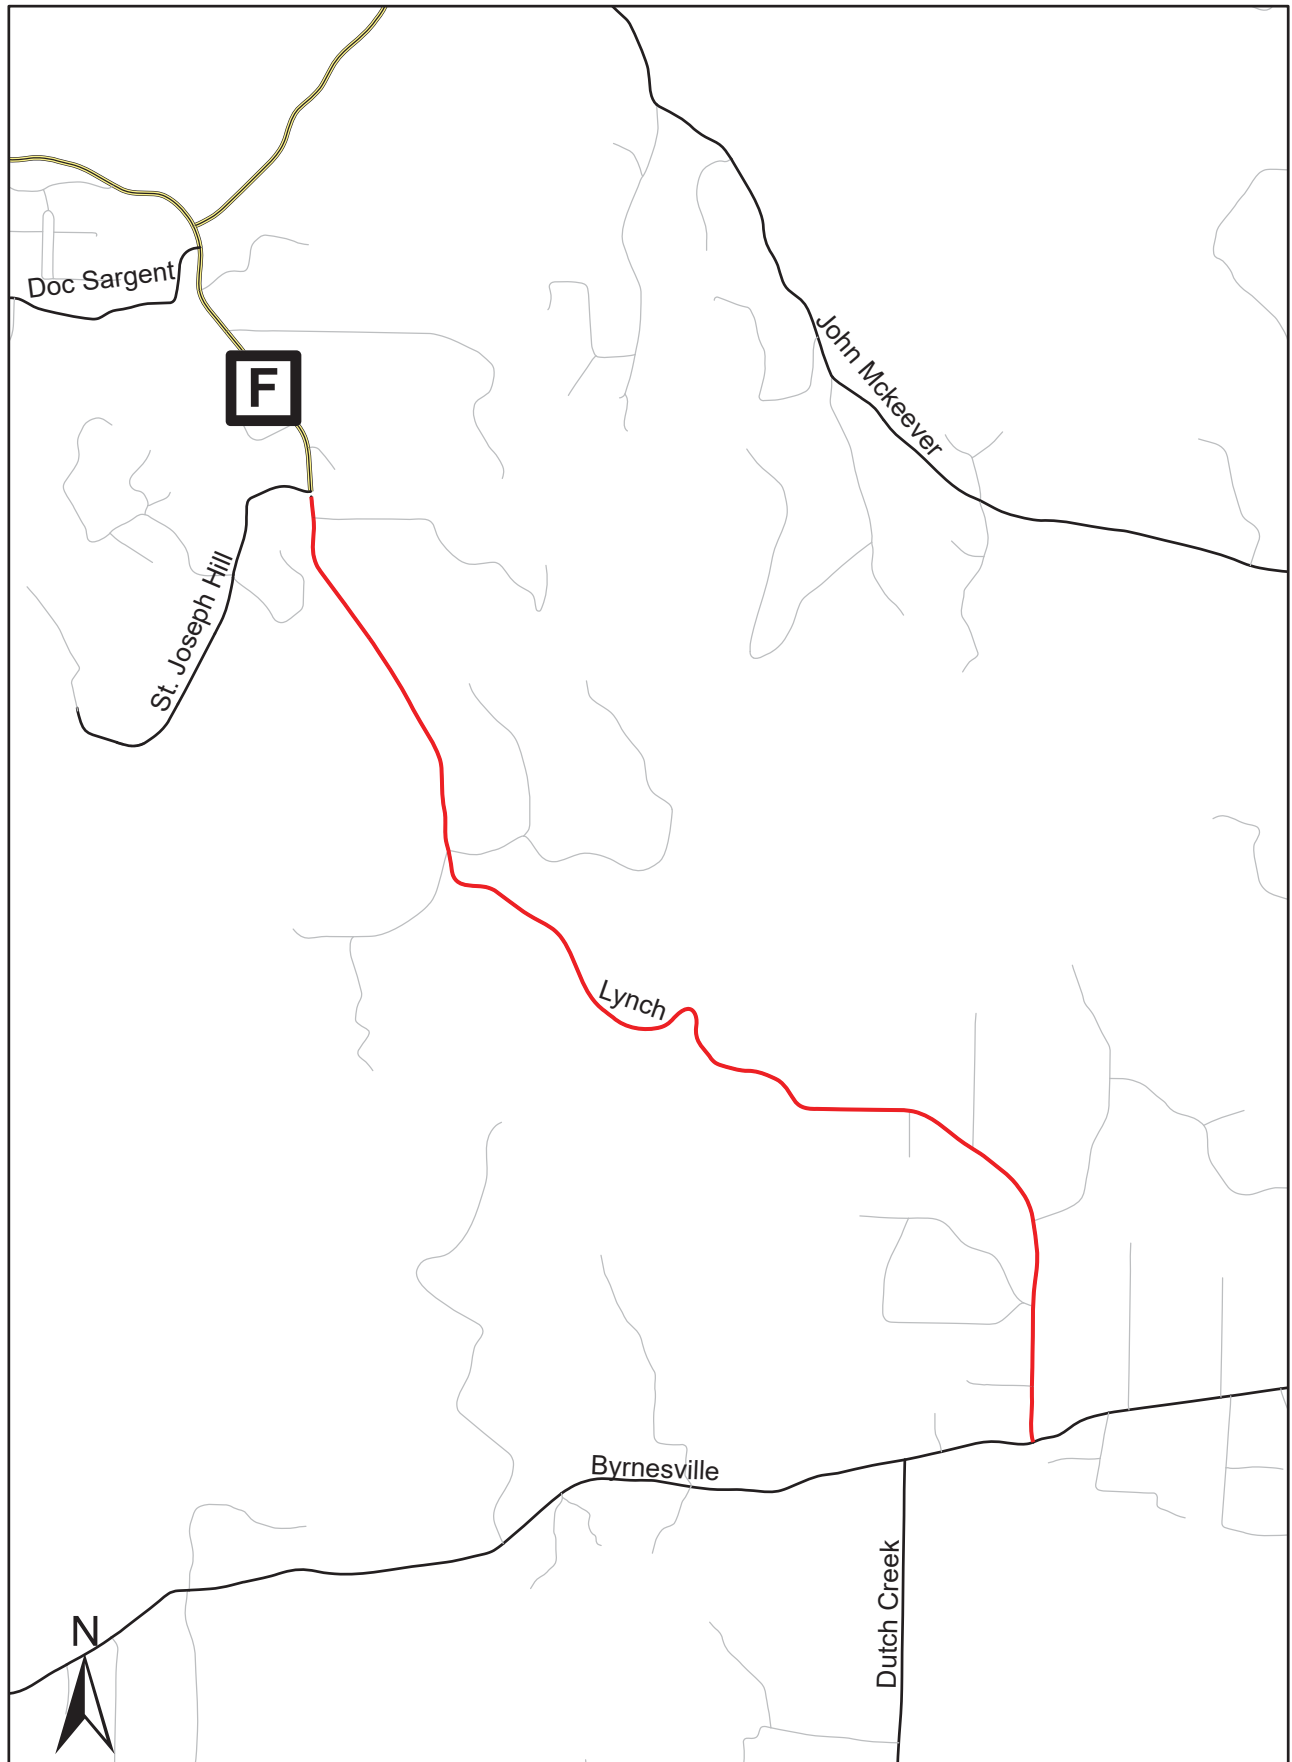 Doc Sargent
John Mckeever
F
St. Joseph Hill
Lynch
Byrnesville
Dutch Creek
N